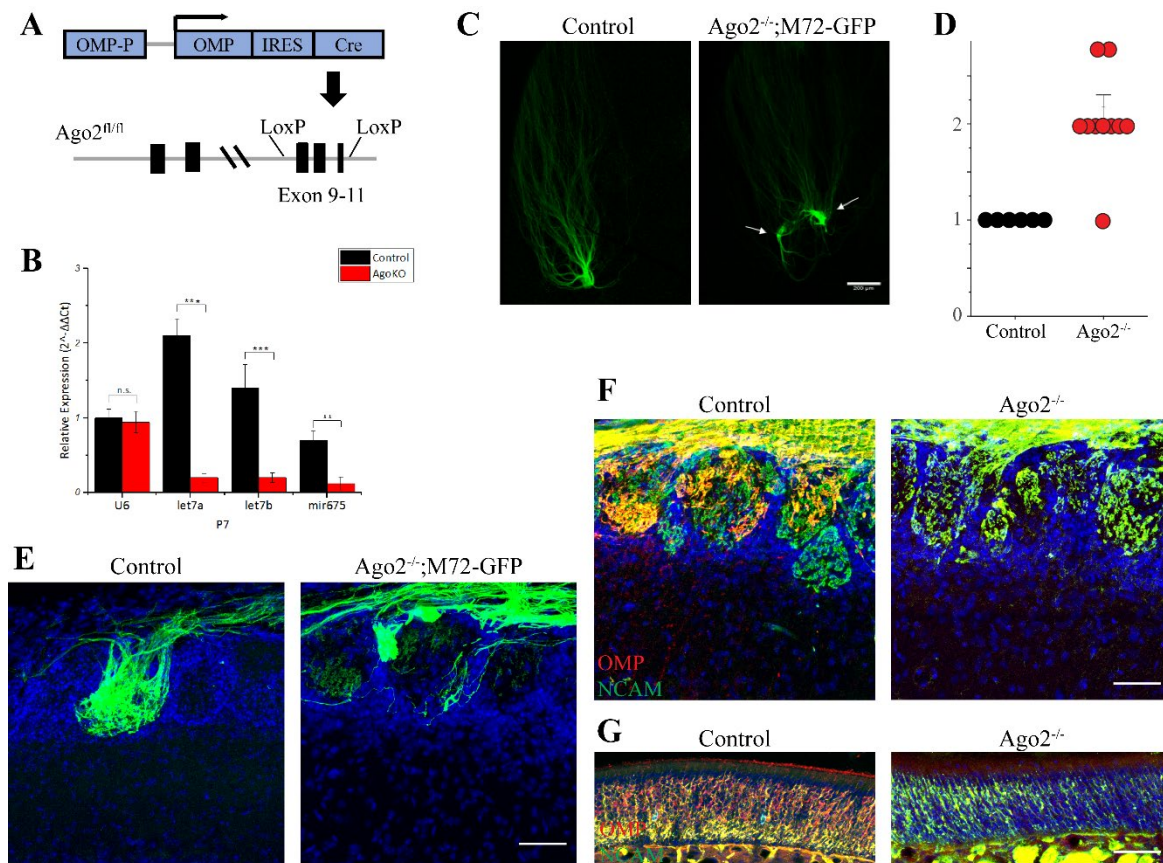 A
OMP-P OMP IRES Cre
Ago2fl/fl
LoxP LoxP
Exon 9-11
B
Control
AgoKO
Relative Expression (2^-ΔΔCt)
3
2
1
0
n.s.
***
***
**
U6 let7a let7b mir675
P7
C
Control Ago2-/-;M72-GFP
200 µm
D
2
1
2
Control Ago2-/-
E
Control Ago2-/-;M72-GFP
F
Control Ago2-/-
OMP
NCAM
G
Control Ago2-/-
OMP